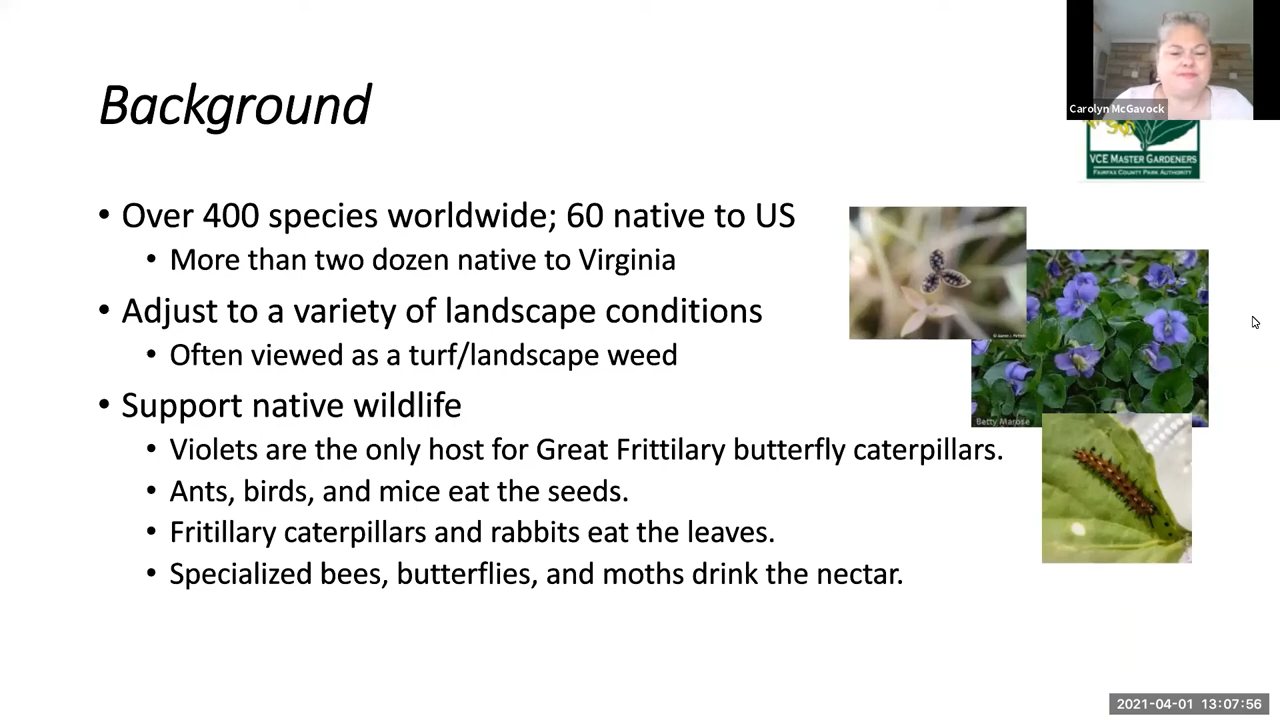 Background
Carolyn McGavock
VCE MASTER GARDENERS
FAIRFAX COUNTY PARK AUTHORITY
• Over 400 species worldwide; 60 native to US
• More than two dozen native to Virginia
• Adjust to a variety of landscape conditions
• Often viewed as a turf/landscape weed
• Support native wildlife
Betty Marose
• Violets are the only host for Great Frittilary butterfly caterpillars.
• Ants, birds, and mice eat the seeds.
• Fritillary caterpillars and rabbits eat the leaves.
• Specialized bees, butterflies, and moths drink the nectar.
2021-04-01 13:07:56